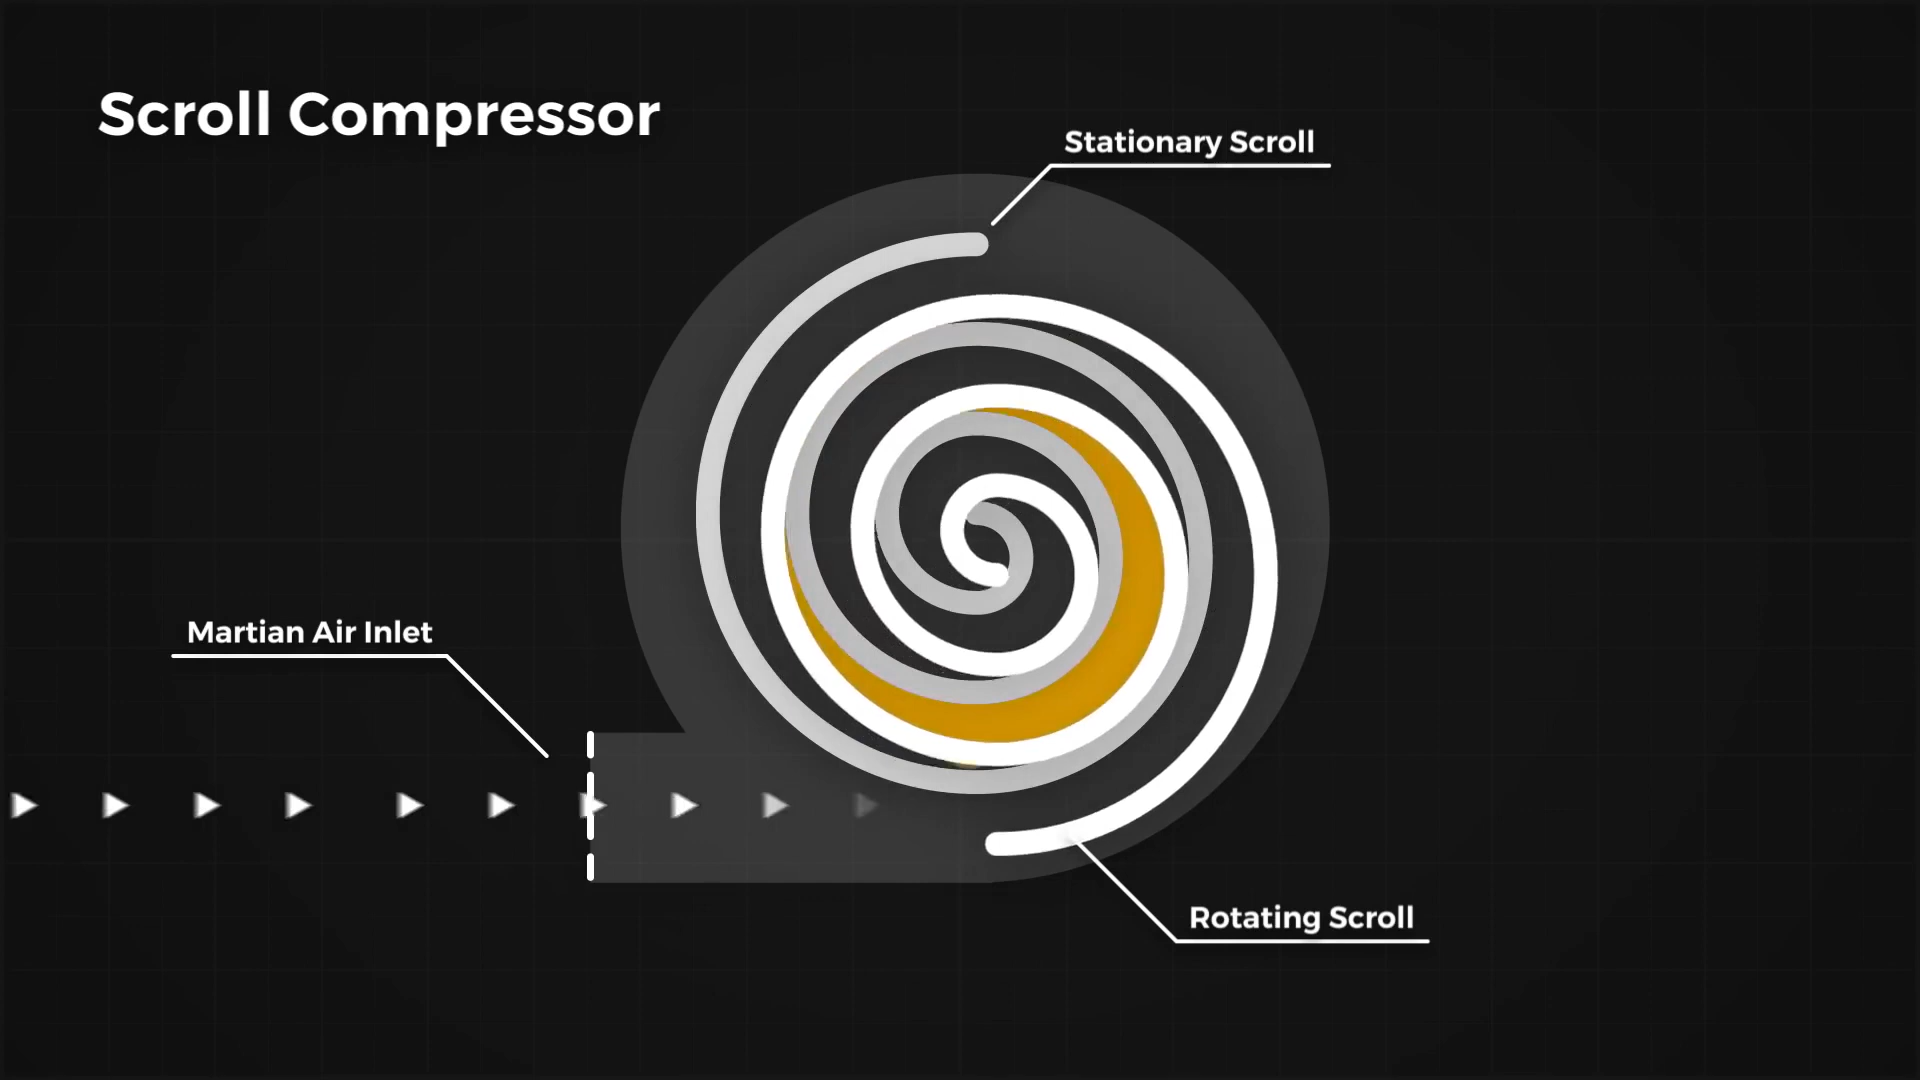 Scroll Compressor
Stationary Scroll
Martian Air Inlet
Rotating Scroll